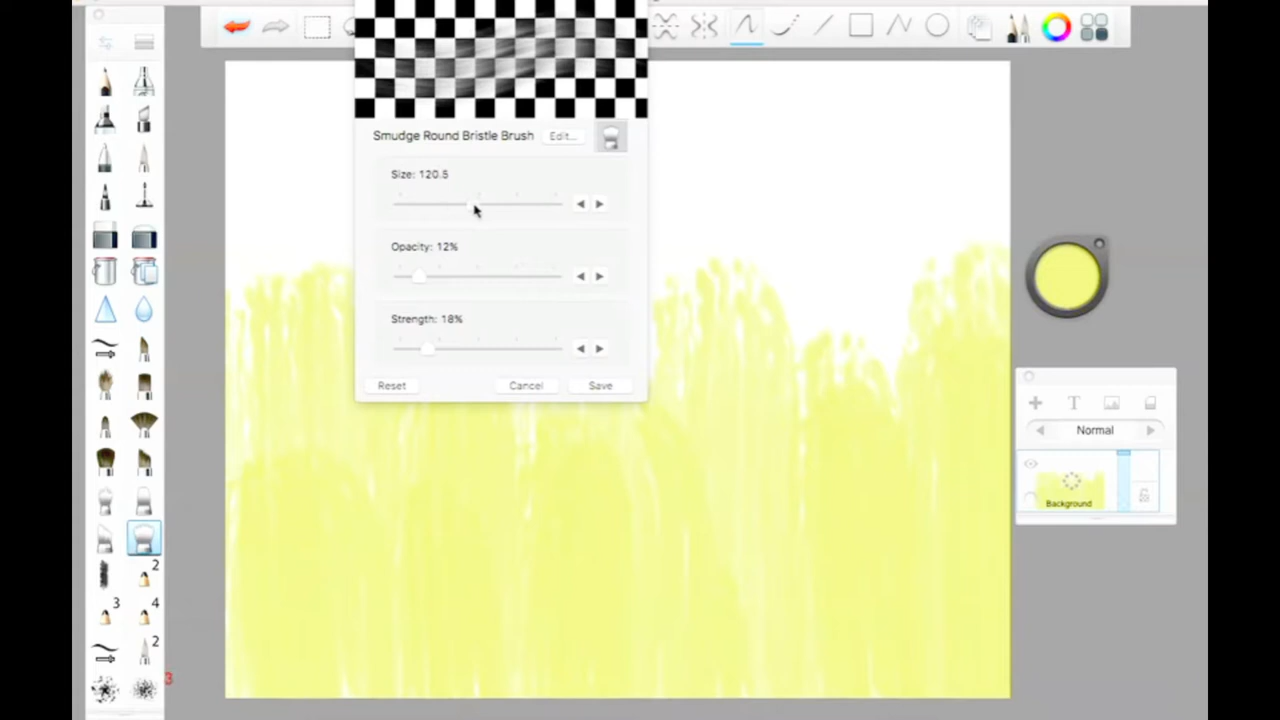 Smudge Round Bristle Brush Edit...
Size: 120.5
Opacity: 12%
Strength: 18%
Reset Cancel Save
T
Normal
Background
2
3 4
2
3